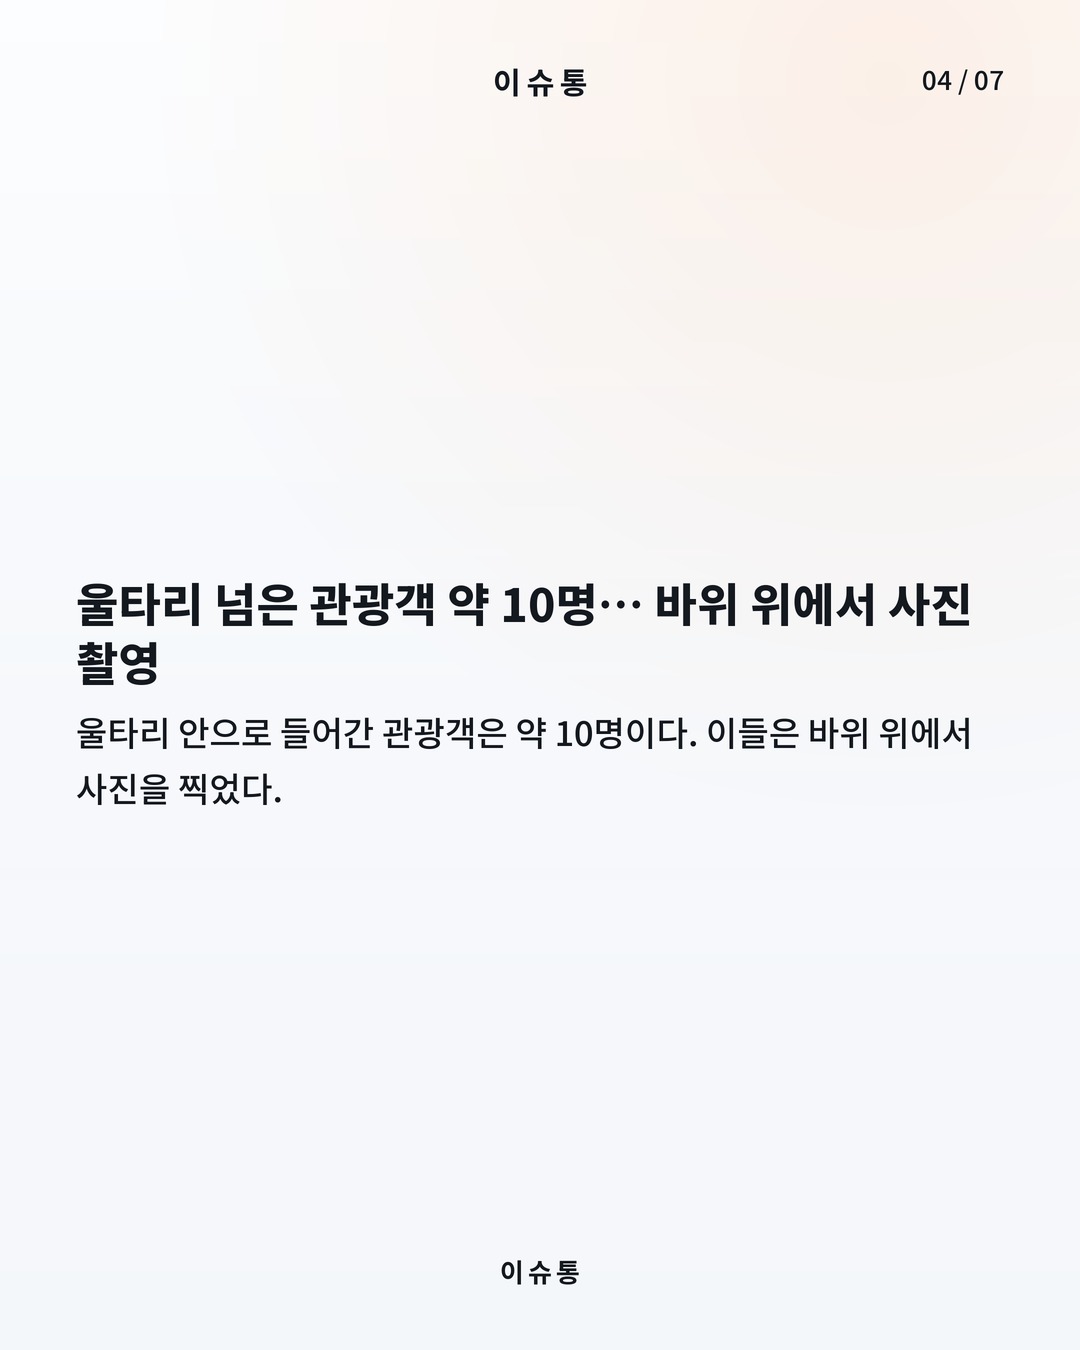 이슈통
04 / 07
울타리 넘은 관광객 약 10명… 바위 위에서 사진
촬영
울타리 안으로 들어간 관광객은 약 10명이다. 이들은 바위 위에서
사진을 찍었다.
이슈통